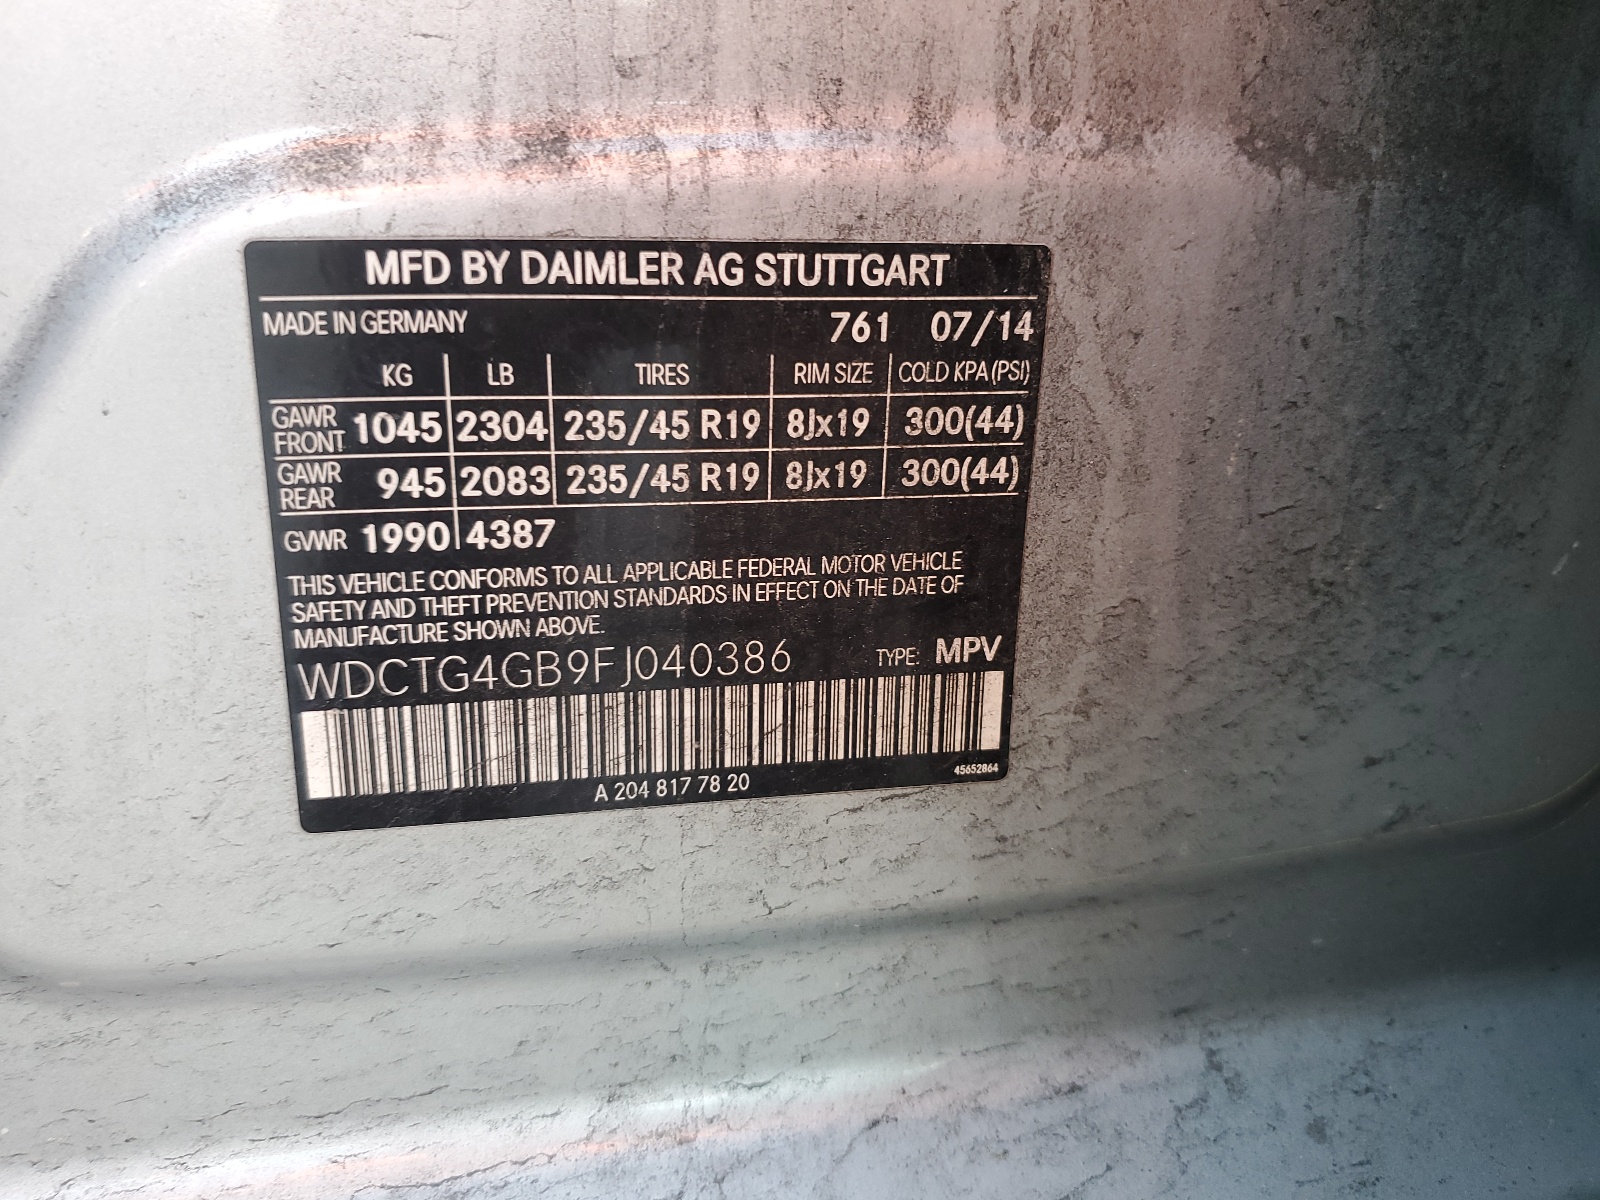 MFD BY DAIMLER AG STUTTGART
MADE IN GERMANY 761 07/14
KG LB TIRES RIM SIZE COLD KPA (PSI)
GAWR FRONT 1045 2304 235/45 R19 8Jx19 300(44)
GAWR REAR 945 2083 235/45 R19 8Jx19 300(44)
GVWR 1990 4387
THIS VEHICLE CONFORMS TO ALL APPLICABLE FEDERAL MOTOR VEHICLE
SAFETY AND THEFT PREVENTION STANDARDS IN EFFECT ON THE DATE OF
MANUFACTURE SHOWN ABOVE.
WDCTG4GB9FJ040386 TYPE: MPV
45652864
A 204 817 78 20